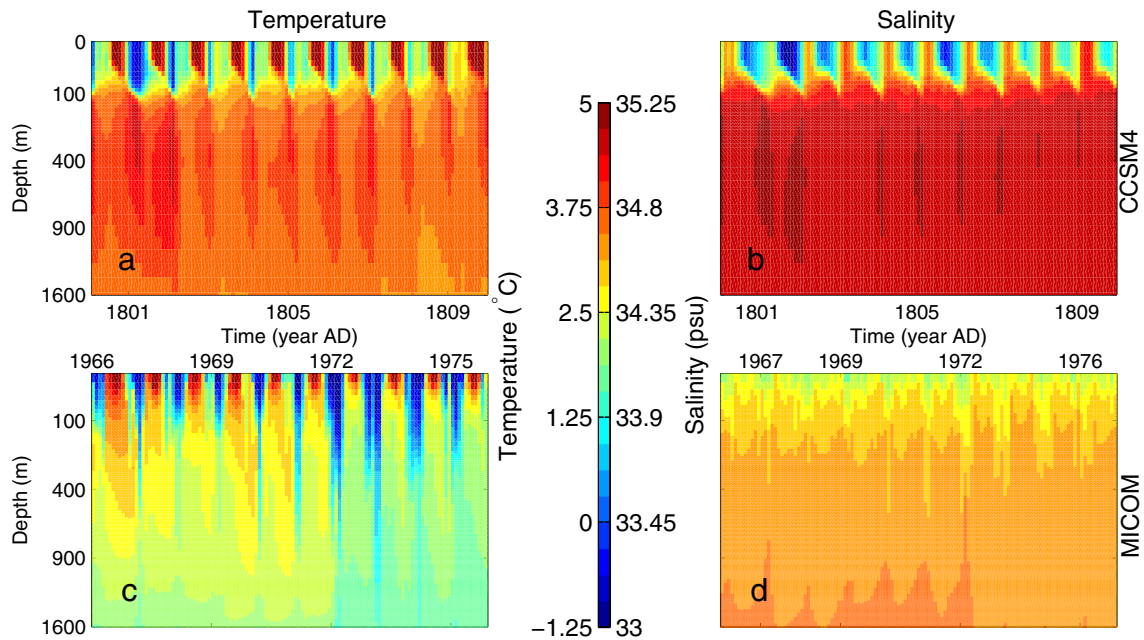 Temperature
Salinity
0
100
400
900
1600
Depth (m)
a
1801
1805
1809
Time (year AD)
b
1801
1805
1809
Time (year AD)
CCSM4
5
3.75
2.5
1.25
0
−1.25
Temperature (°C)
35.25
34.8
34.35
33.9
33.45
33
Salinity (psu)
1966
1969
1972
1975
100
400
900
1600
Depth (m)
c
1967
1969
1972
1976
d
MICOM